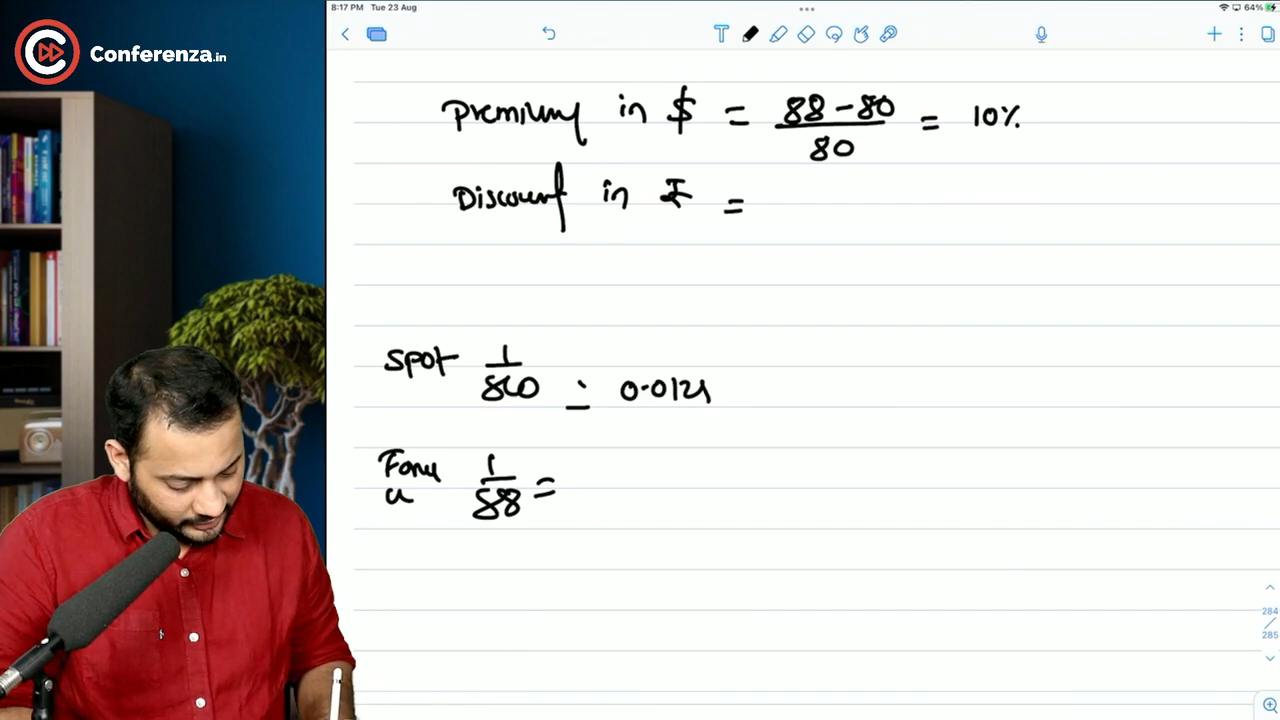 8:17 PM Tue 23 Aug
64%
Conferenza.in
Premium in $ = 88-80 / 80 = 10%
Discount in ₹ =
Spot 1/80 = 0.0125
1/88 =
284
/
285